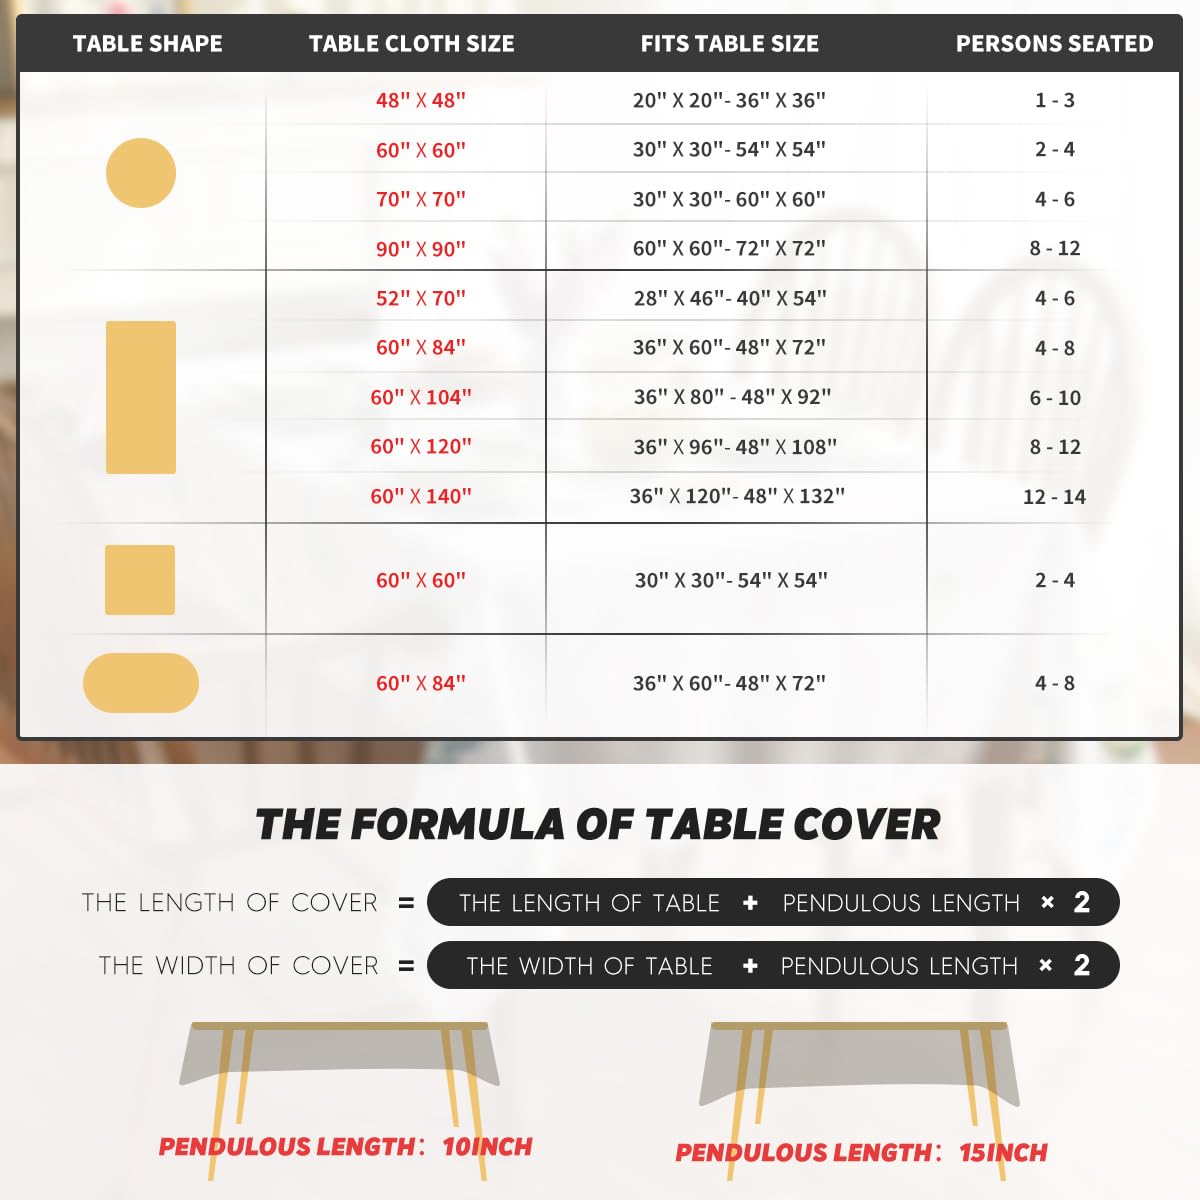 TABLE SHAPE TABLE CLOTH SIZE FITS TABLE SIZE PERSONS SEATED
48" X 48" 20" X 20"- 36" X 36" 1 - 3
60" X 60" 30" X 30"- 54" X 54" 2 - 4
70" X 70" 30" X 30"- 60" X 60" 4 - 6
90" X 90" 60" X 60"- 72" X 72" 8 - 12
52" X 70" 28" X 46"- 40" X 54" 4 - 6
60" X 84" 36" X 60"- 48" X 72" 4 - 8
60" X 104" 36" X 80" - 48" X 92" 6 - 10
60" X 120" 36" X 96"- 48" X 108" 8 - 12
60" X 140" 36" X 120"- 48" X 132" 12 - 14
60" X 60" 30" X 30"- 54" X 54" 2 - 4
60" X 84" 36" X 60"- 48" X 72" 4 - 8
THE FORMULA OF TABLE COVER
THE LENGTH OF COVER = THE LENGTH OF TABLE + PENDULOUS LENGTH × 2
THE WIDTH OF COVER = THE WIDTH OF TABLE + PENDULOUS LENGTH × 2
PENDULOUS LENGTH: 10INCH
PENDULOUS LENGTH: 15INCH